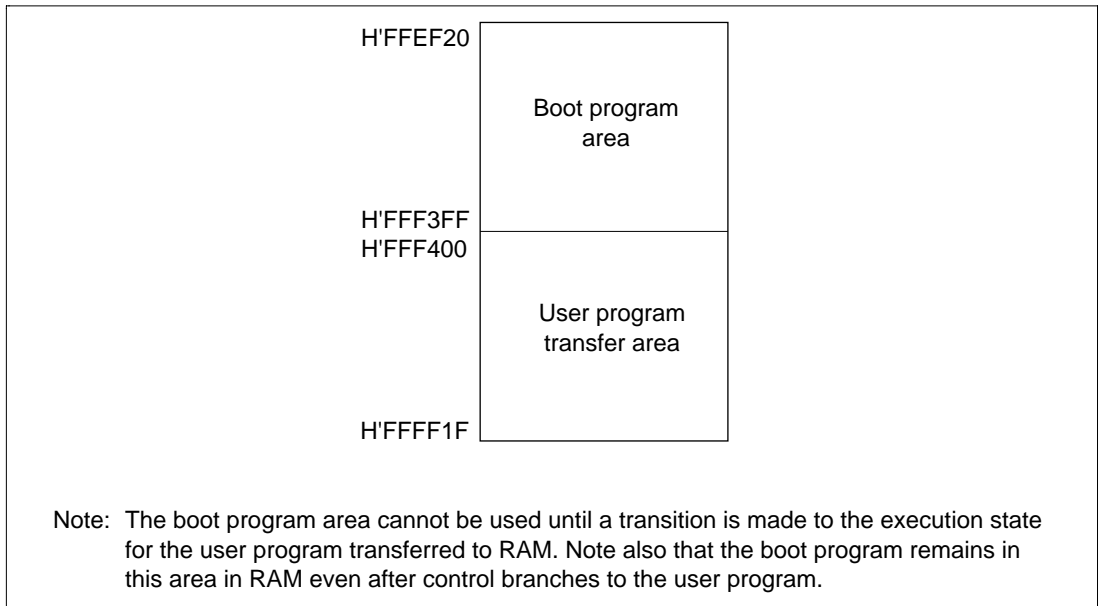 H'FFEF20
Boot program
area
H'FFF3FF
H'FFF400
User program
transfer area
H'FFFF1F
Note: The boot program area cannot be used until a transition is made to the execution state
for the user program transferred to RAM. Note also that the boot program remains in
this area in RAM even after control branches to the user program.